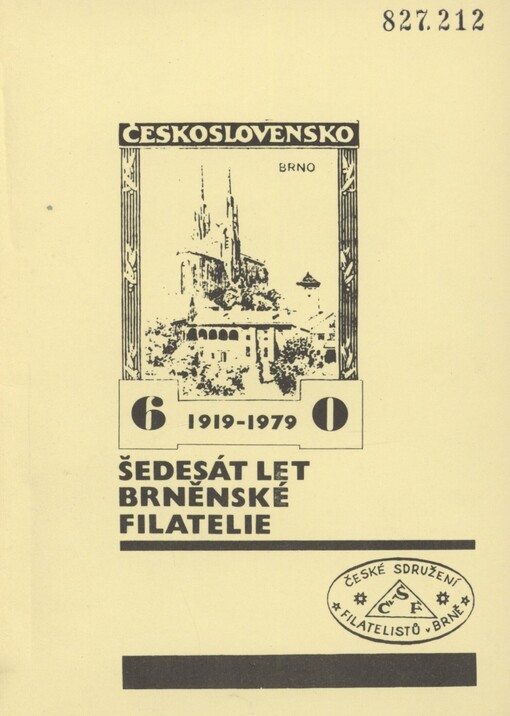 827.212
ČESKOSLOVENSKO
BRNO
6 1919-1979 0
ŠEDESÁT LET
BRNĚNSKÉ
FILATELIE
ČESKÉ SDRUŽENÍ
ČSF
FILATELISTŮ v BRNĚ